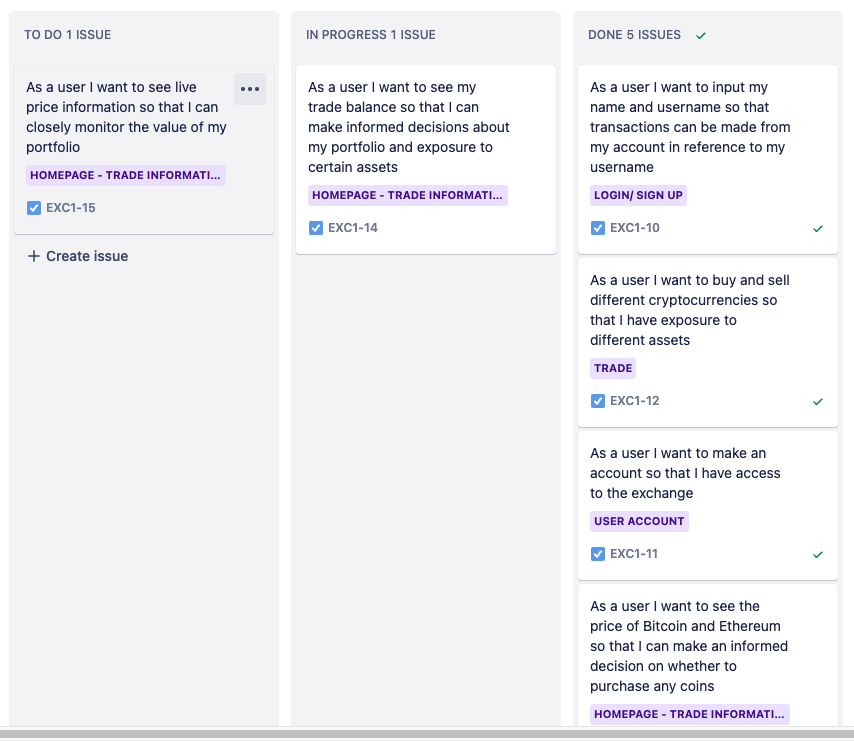 TO DO 1 ISSUE
As a user I want to see live
price information so that I can
closely monitor the value of my
portfolio
HOMEPAGE - TRADE INFORMATI...
EXC1-15
+ Create issue
IN PROGRESS 1 ISSUE
As a user I want to see my
trade balance so that I can
make informed decisions about
my portfolio and exposure to
certain assets
HOMEPAGE - TRADE INFORMATI...
EXC1-14
DONE 5 ISSUES
As a user I want to input my
name and username so that
transactions can be made from
my account in reference to my
username
LOGIN/ SIGN UP
EXC1-10
As a user I want to buy and sell
different cryptocurrencies so
that I have exposure to
different assets
TRADE
EXC1-12
As a user I want to make an
account so that I have access
to the exchange
USER ACCOUNT
EXC1-11
As a user I want to see the
price of Bitcoin and Ethereum
so that I can make an informed
decision on whether to
purchase any coins
HOMEPAGE - TRADE INFORMATI...